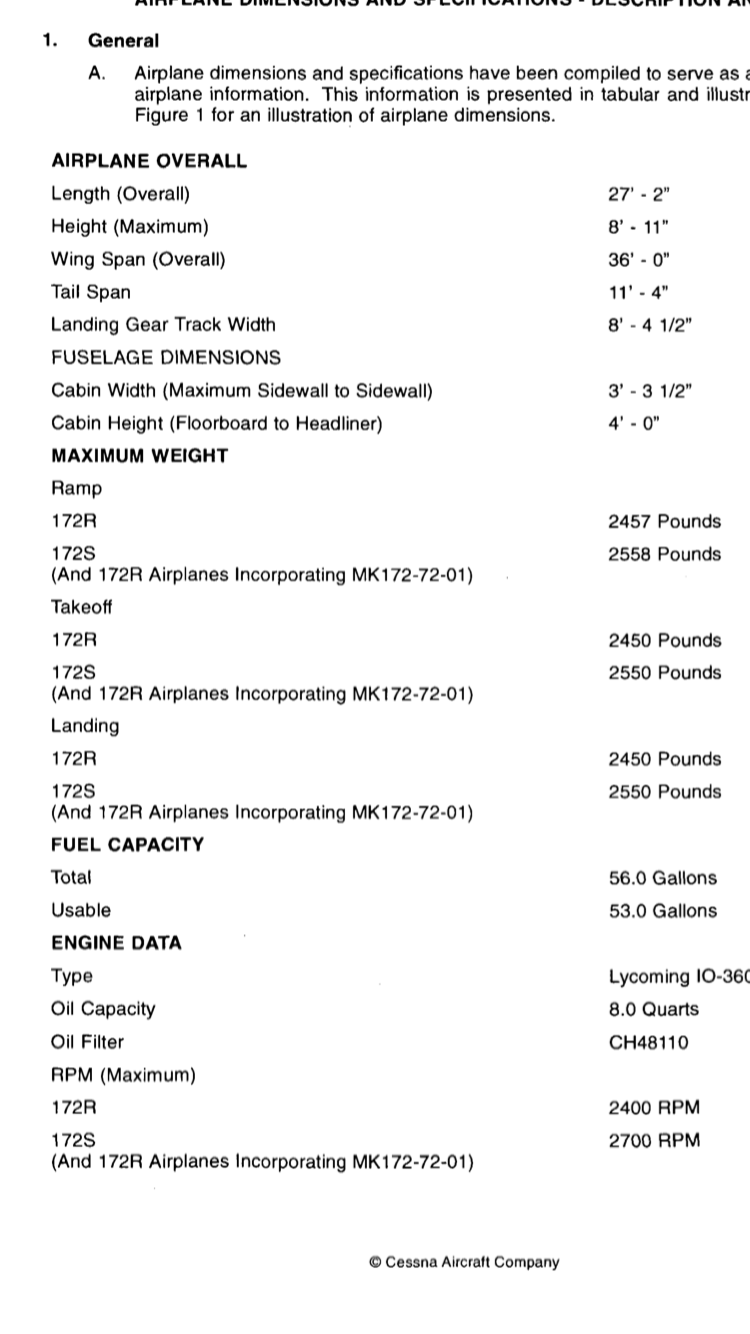 AIRPLANE DIMENSIONS AND SPECIFICATIONS - DESCRIPTION
1. General
A. Airplane dimensions and specifications have been compiled to serve as
airplane information. This information is presented in tabular and
Figure 1 for an illustration of airplane dimensions.
AIRPLANE OVERALL
Length (Overall) 27' - 2"
Height (Maximum) 8' - 11"
Wing Span (Overall) 36' - 0"
Tail Span 11' - 4"
Landing Gear Track Width 8' - 4 1/2"
FUSELAGE DIMENSIONS
Cabin Width (Maximum Sidewall to Sidewall) 3' - 3 1/2"
Cabin Height (Floorboard to Headliner) 4' - 0"
MAXIMUM WEIGHT
Ramp
172R 2457 Pounds
172S 2558 Pounds
(And 172R Airplanes Incorporating MK172-72-01)
Takeoff
172R 2450 Pounds
172S 2550 Pounds
(And 172R Airplanes Incorporating MK172-72-01)
Landing
172R 2450 Pounds
172S 2550 Pounds
(And 172R Airplanes Incorporating MK172-72-01)
FUEL CAPACITY
Total 56.0 Gallons
Usable 53.0 Gallons
ENGINE DATA
Type Lycoming IO-360
Oil Capacity 8.0 Quarts
Oil Filter CH48110
RPM (Maximum)
172R 2400 RPM
172S 2700 RPM
(And 172R Airplanes Incorporating MK172-72-01)
© Cessna Aircraft Company